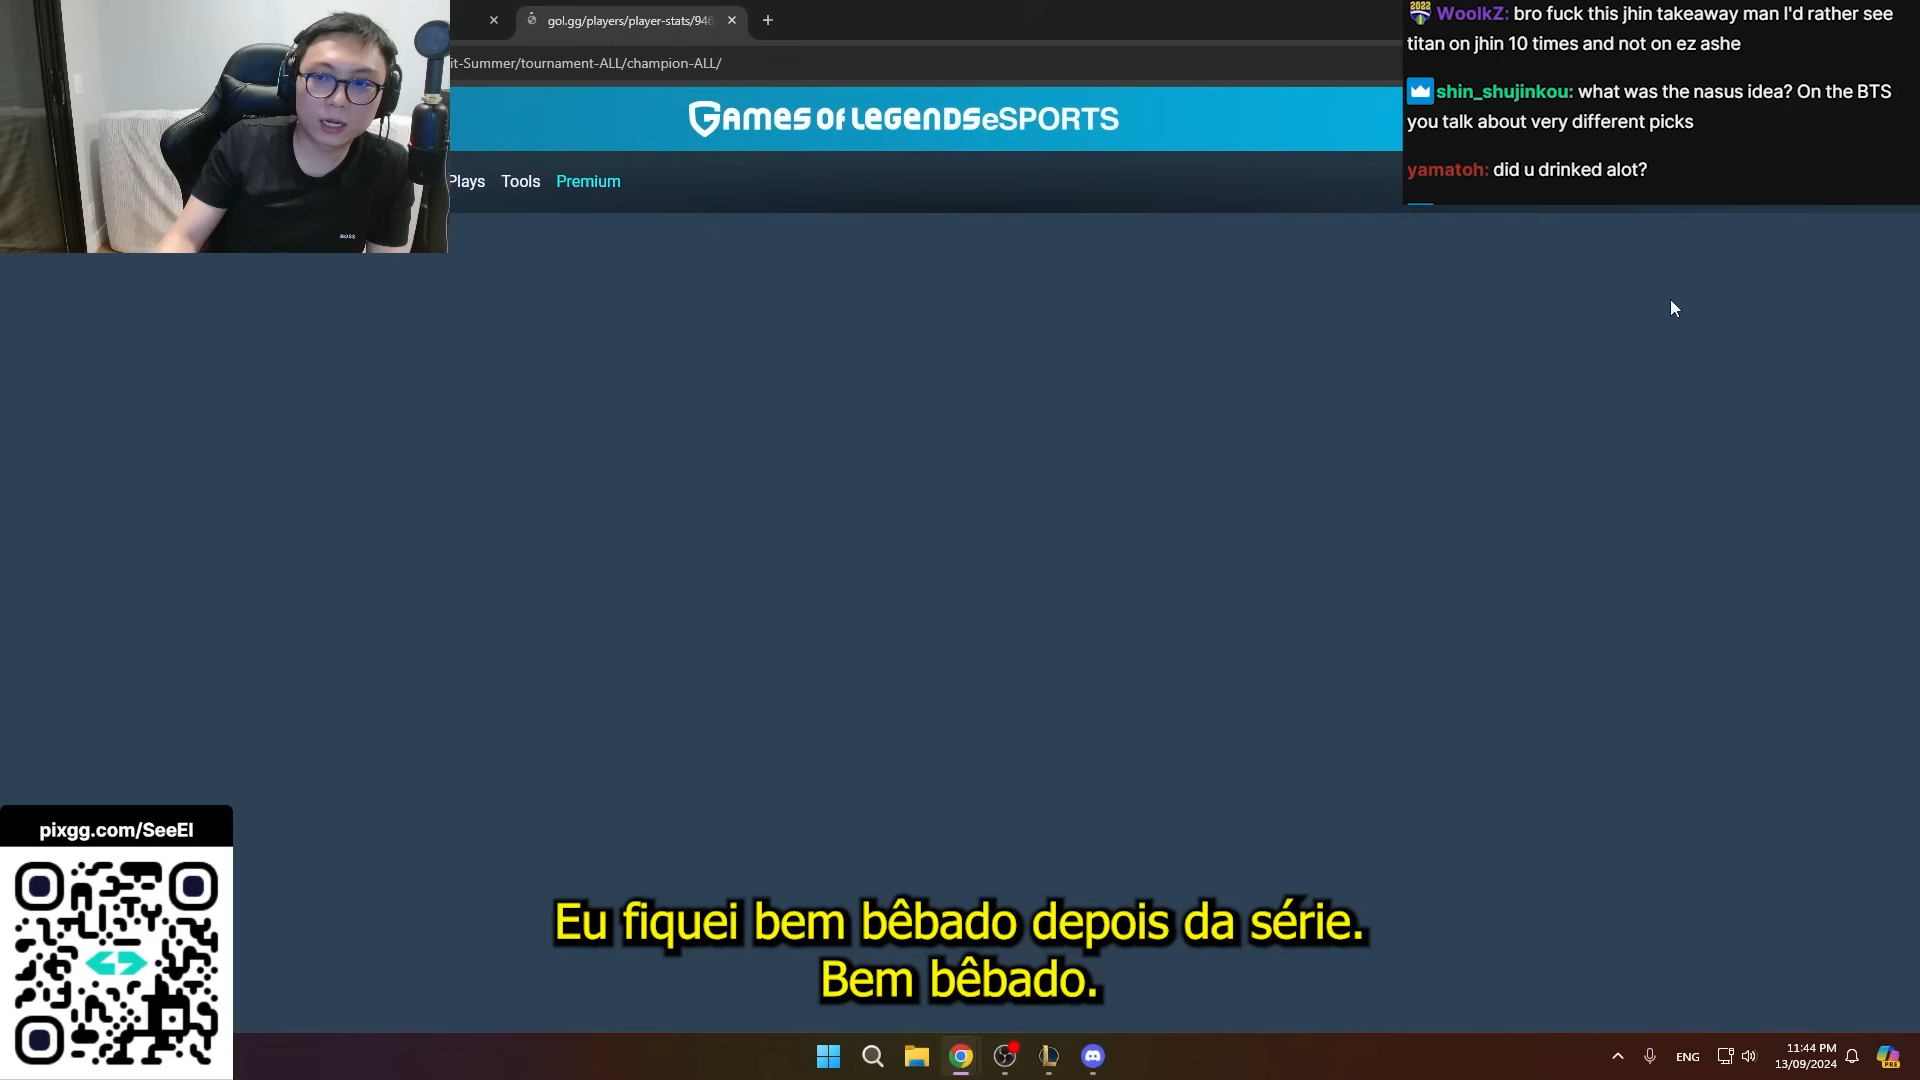 gol.gg/players/player-stats/946
it-Summer/tournament-ALL/champion-ALL/
GAMES OF LEGENDS eSPORTS
Plays Tools Premium
2022 WoolkZ: bro fuck this jhin takeaway man I'd rather see
titan on jhin 10 times and not on ez ashe
shin_shujinkou: what was the nasus idea? On the BTS
you talk about very different picks
yamatoh: did u drinked alot?
BOSS
pixgg.com/SeeEl
Eu fiquei bem bêbado depois da série.
Bem bêbado.
ENG
11:44 PM
13/09/2024
PRE